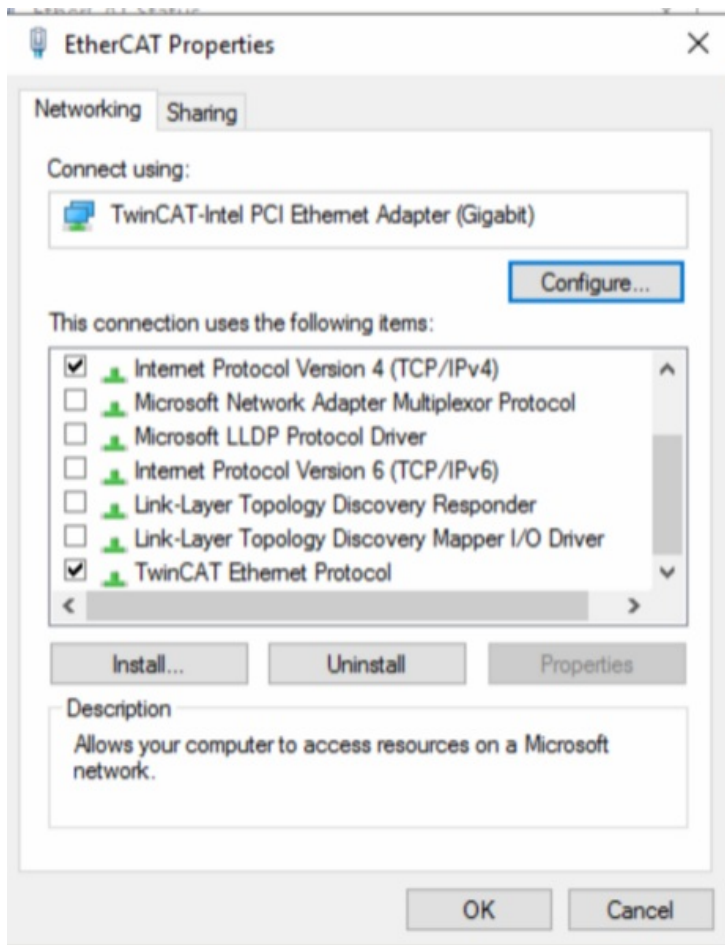 EtherCAT Properties
Networking
Sharing
Connect using:
TwinCAT-Intel PCI Ethernet Adapter (Gigabit)
Configure...
This connection uses the following items:
Internet Protocol Version 4 (TCP/IPv4)
Microsoft Network Adapter Multiplexor Protocol
Microsoft LLDP Protocol Driver
Internet Protocol Version 6 (TCP/IPv6)
Link-Layer Topology Discovery Responder
Link-Layer Topology Discovery Mapper I/O Driver
TwinCAT Ethernet Protocol
Install...
Uninstall
Properties
Description
Allows your computer to access resources on a Microsoft
network.
OK
Cancel